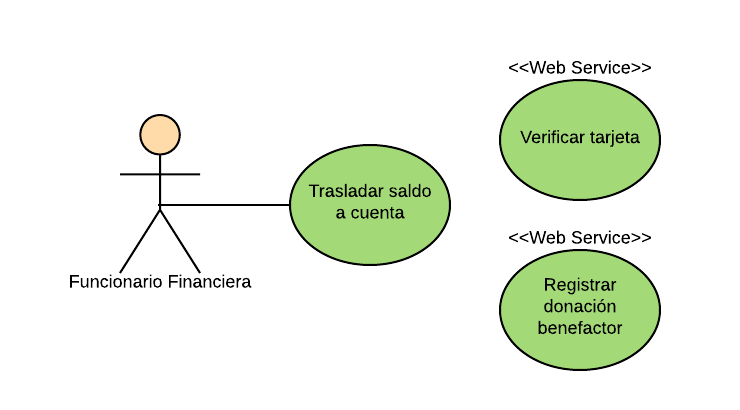 <<Web Service>>
Verificar tarjeta
Trasladar saldo
a cuenta
<<Web Service>>
Funcionario Financiera
Registrar
donación
benefactor